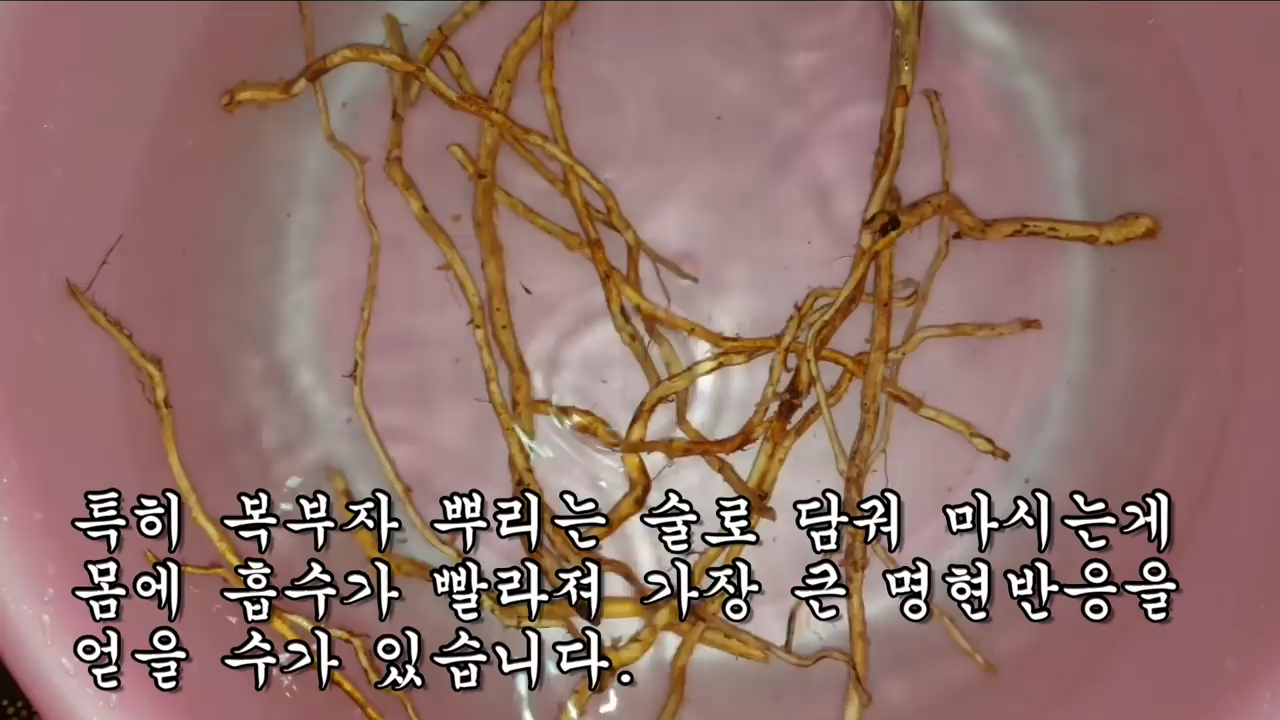 특히 복부자 뿌리는 술로 담궈 마시는게
몸에 흡수가 빨라져 가장 큰 명현반응을
얻을 수가 있습니다.